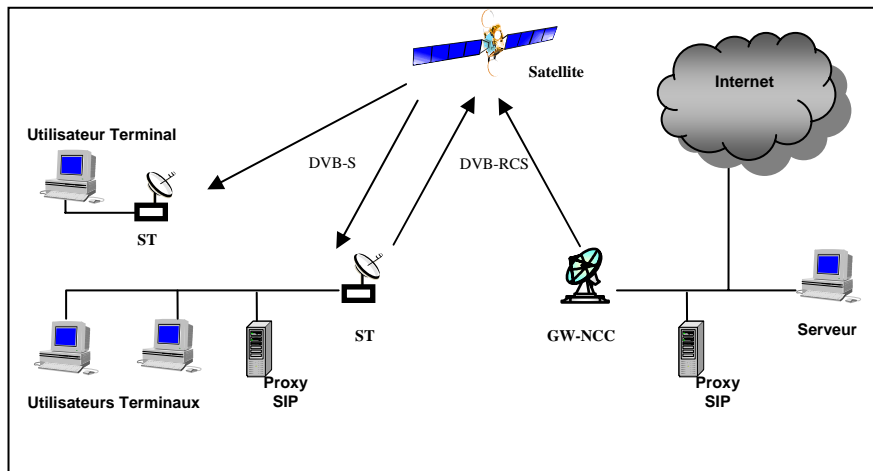 Satellite
Internet
Utilisateur Terminal
DVB-S
DVB-RCS
ST
ST
GW-NCC
Serveur
Utilisateurs Terminaux
Proxy
SIP
Proxy
SIP